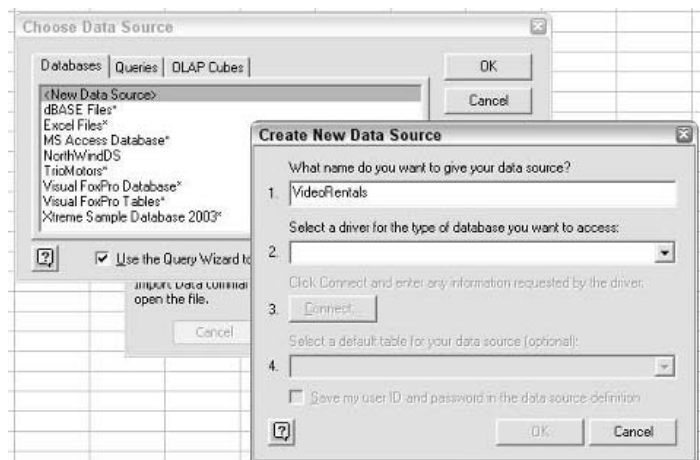 Choose Data Source
Databases
Queries
OLAP Cubes
OK
Cancel
<New Data Source>
dBASE Files*
Excel Files*
MS Access Database*
NorthWindDS
TrioMotors*
Visual FoxPro Database*
Visual FoxPro Tables*
Xtreme Sample Database 2003*
Use the Query Wizard to
Import Data
open the file.
Cancel
Create New Data Source
What name do you want to give your data source?
1. VideoRentals
Select a driver for the type of database you want to access:
2.
Click Connect and enter any information requested by the driver:
3. Connect...
Select a default table for your data source (optional):
4.
Save my user ID and password in the data source definition
OK
Cancel